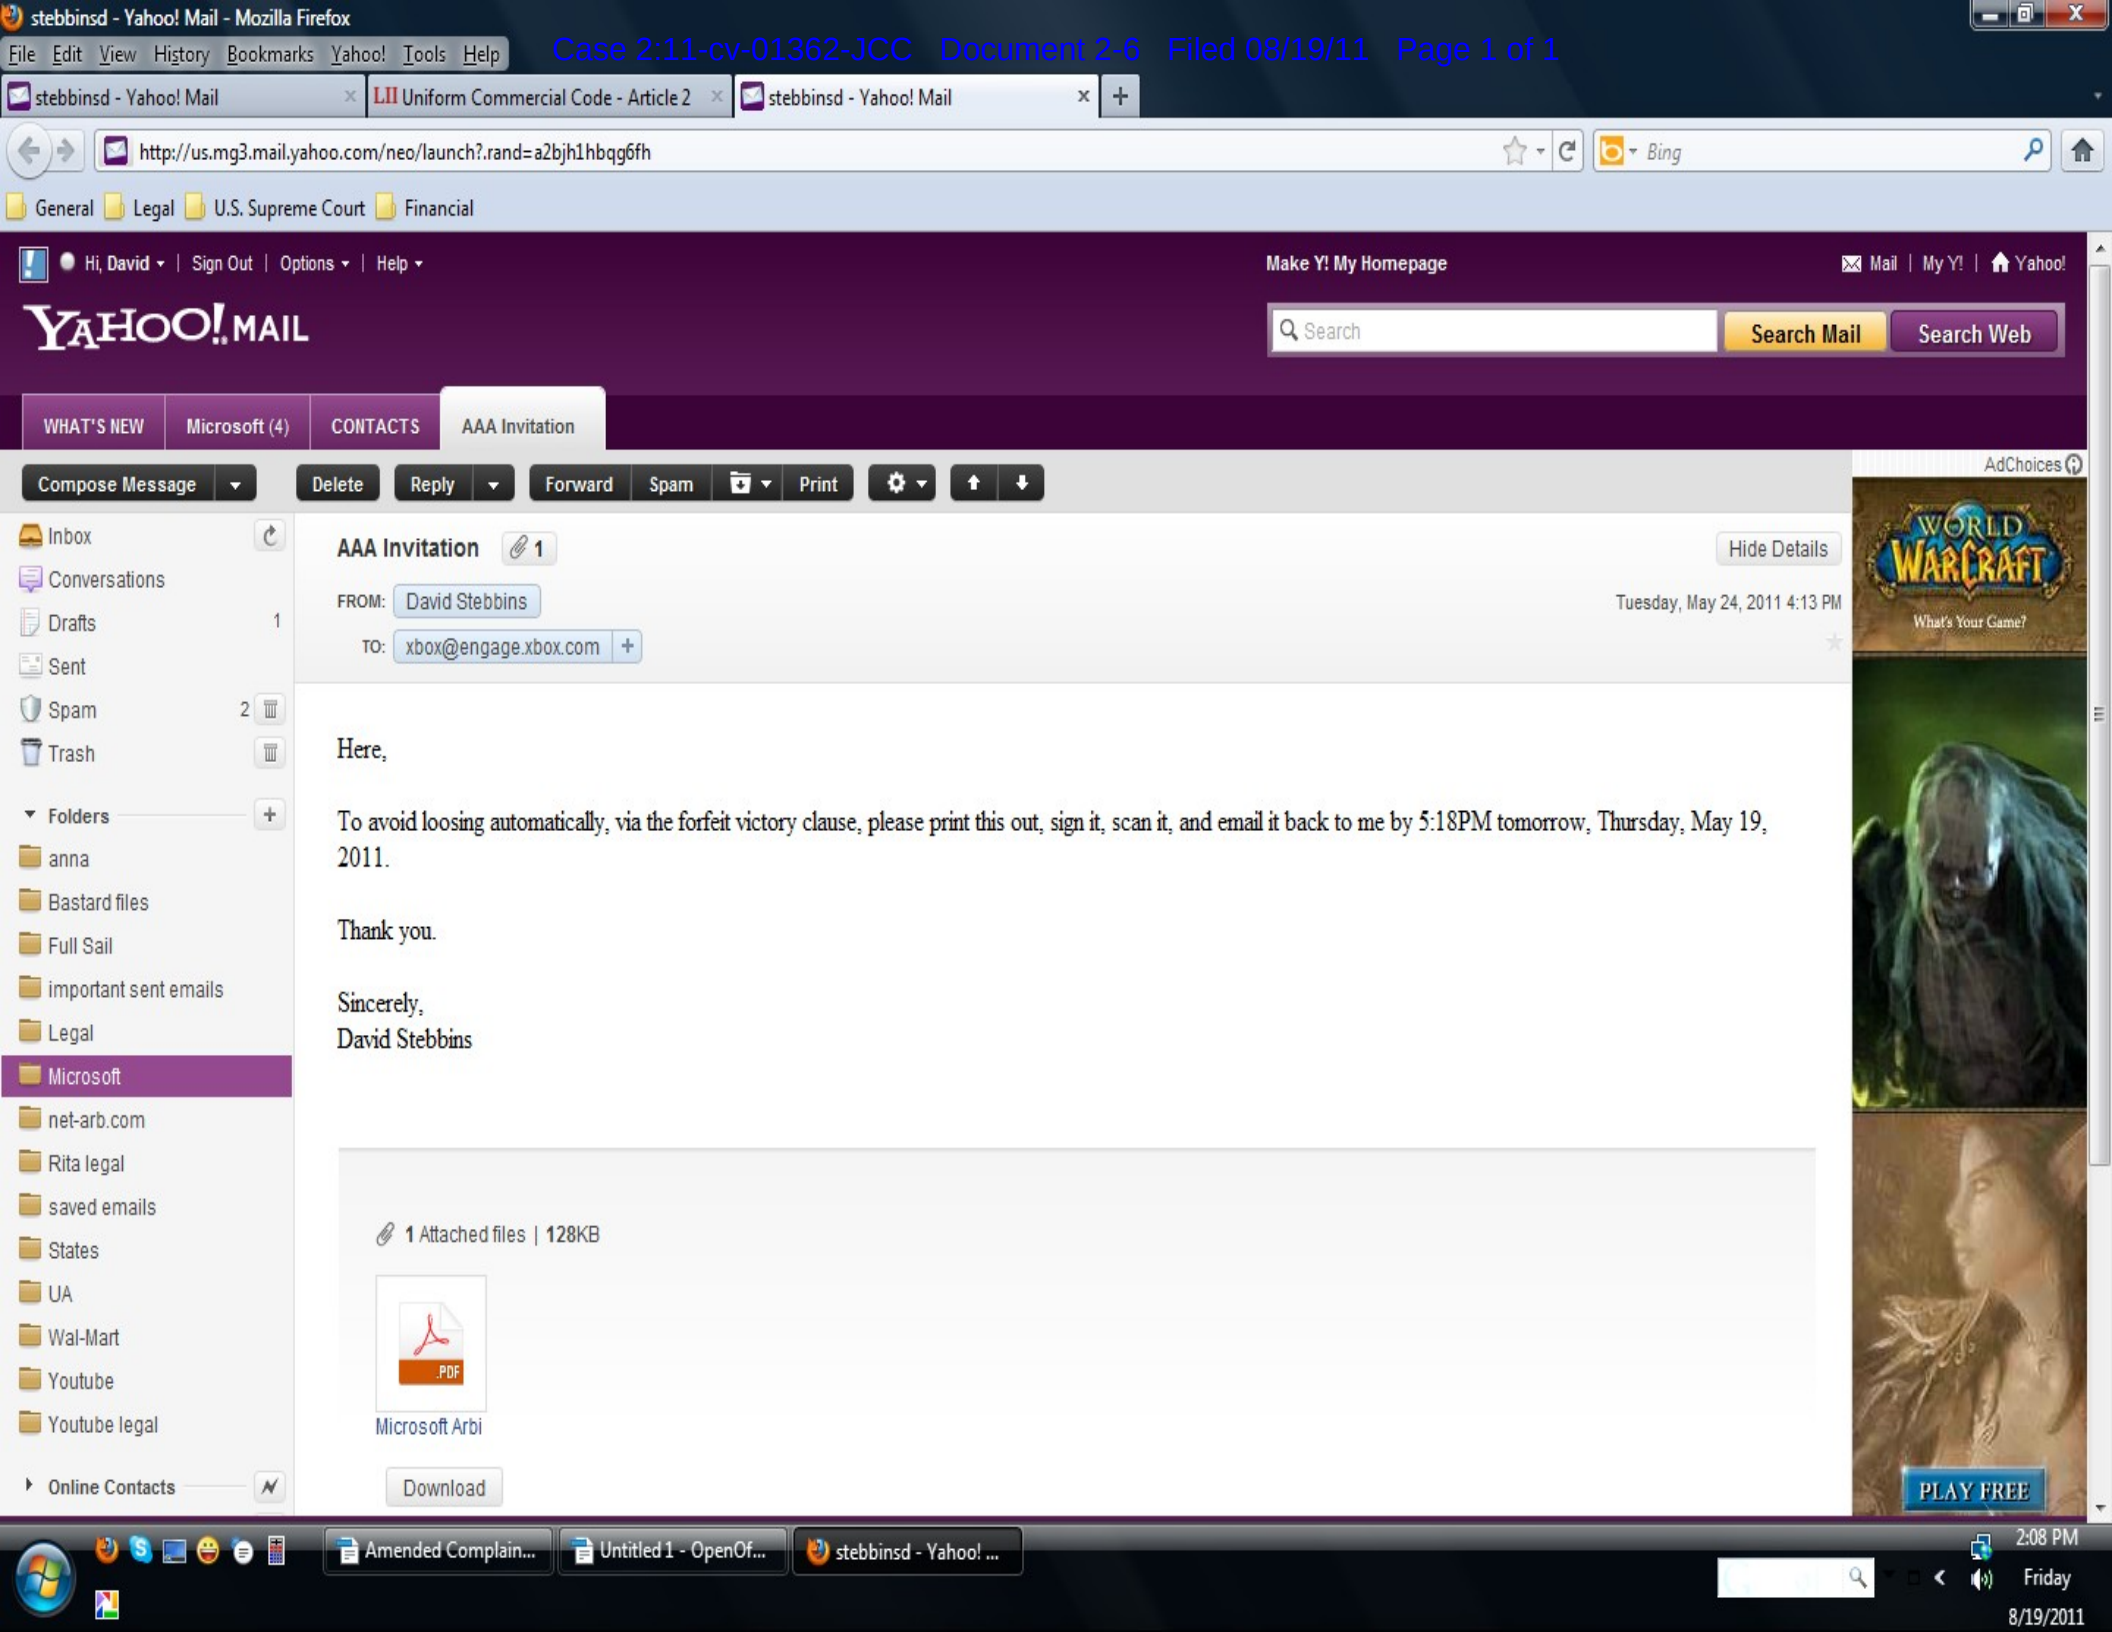 stebbinsd - Yahoo! Mail - Mozilla Firefox
File Edit View History Bookmarks Yahoo! Tools Help
Case 2:11-cv-01362-JCC Document 2-6 Filed 08/19/11 Page 1 of 1
stebbinsd - Yahoo! Mail
LII Uniform Commercial Code - Article 2
stebbinsd - Yahoo! Mail
http://us.mg3.mail.yahoo.com/neo/launch?.rand=a2bjh1hbqg6fh
Bing
General Legal U.S. Supreme Court Financial
Hi, David | Sign Out | Options | Help
Make Y! My Homepage
Mail | My Y! | Yahoo!
YAHOO! MAIL
Search
Search Mail
Search Web
WHAT'S NEW
Microsoft (4)
CONTACTS
AAA Invitation
AdChoices
Compose Message
Delete
Reply
Forward Spam Print
Inbox
Conversations
Drafts 1
Sent
Spam 2
Trash
Folders
anna
Bastard files
Full Sail
important sent emails
Legal
Microsoft
net-arb.com
Rita legal
saved emails
States
UA
Wal-Mart
Youtube
Youtube legal
Online Contacts
AAA Invitation 1
Hide Details
FROM: David Stebbins
Tuesday, May 24, 2011 4:13 PM
TO: xbox@engage.xbox.com +
Here,
To avoid loosing automatically, via the forfeit victory clause, please print this out, sign it, scan it, and email it back to me by 5:18PM tomorrow, Thursday, May 19,
2011.
Thank you.
Sincerely,
David Stebbins
1 Attached files | 128KB
.PDF
Microsoft Arbi
Download
WORLD
WARCRAFT
What's Your Game?
PLAY FREE
Amended Complain...
Untitled 1 - OpenOf...
stebbinsd - Yahoo! ...
2:08 PM
Friday
8/19/2011